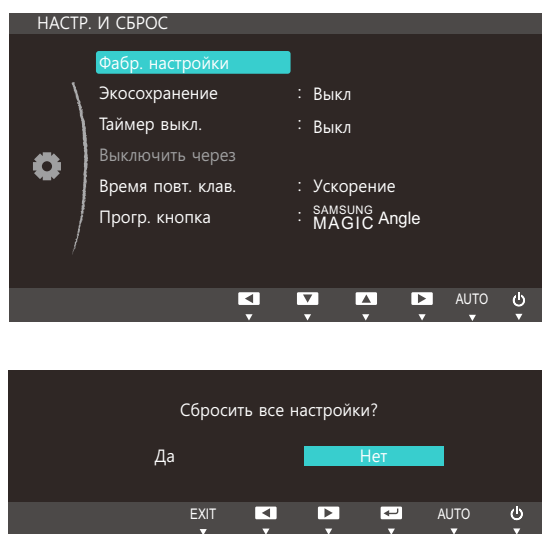 НАСТР. И СБРОС
Фабр. настройки
Экосохранение : Выкл
Таймер выкл. : Выкл
Выключить через
Время повт. клав. : Ускорение
Прогр. кнопка : SAMSUNG MAGIC Angle
AUTO
Сбросить все настройки?
Да Нет
EXIT AUTO